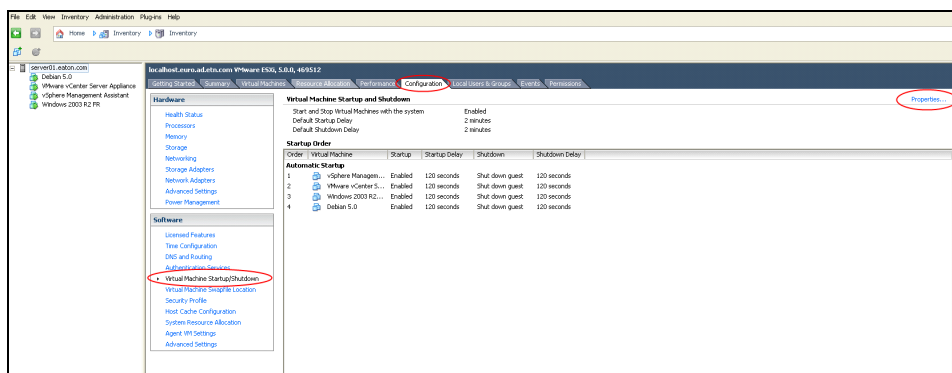 File Edit View Inventory Administration Plug-ins Help
Home Inventory Inventory
server01.eaton.com
Debian 5.0
VMware vCenter Server Appliance
vSphere Management Assistant
Windows 2003 R2 FR
localhost.euro.ad.etn.com VMware ESXi, 5.0.0, 469512
Getting Started Summary Virtual Machines Resource Allocation Performance Configuration Local Users & Groups Events Permissions
Hardware
Health Status
Processors
Memory
Storage
Networking
Storage Adapters
Network Adapters
Advanced Settings
Power Management
Software
Licensed Features
Time Configuration
DNS and Routing
Authentication Services
Virtual Machine Startup/Shutdown
Virtual Machine Swapfile Location
Security Profile
Host Cache Configuration
System Resource Allocation
Agent VM Settings
Advanced Settings
Virtual Machine Startup and Shutdown
Properties...
Start and Stop Virtual Machines with the system Enabled
Default Startup Delay 2 minutes
Default Shutdown Delay 2 minutes
Startup Order
Order Virtual Machine Startup Startup Delay Shutdown Shutdown Delay
Automatic Startup
1 vSphere Managem... Enabled 120 seconds Shut down guest 120 seconds
2 VMware vCenter S... Enabled 120 seconds Shut down guest 120 seconds
3 Windows 2003 R2... Enabled 120 seconds Shut down guest 120 seconds
4 Debian 5.0 Enabled 120 seconds Shut down guest 120 seconds